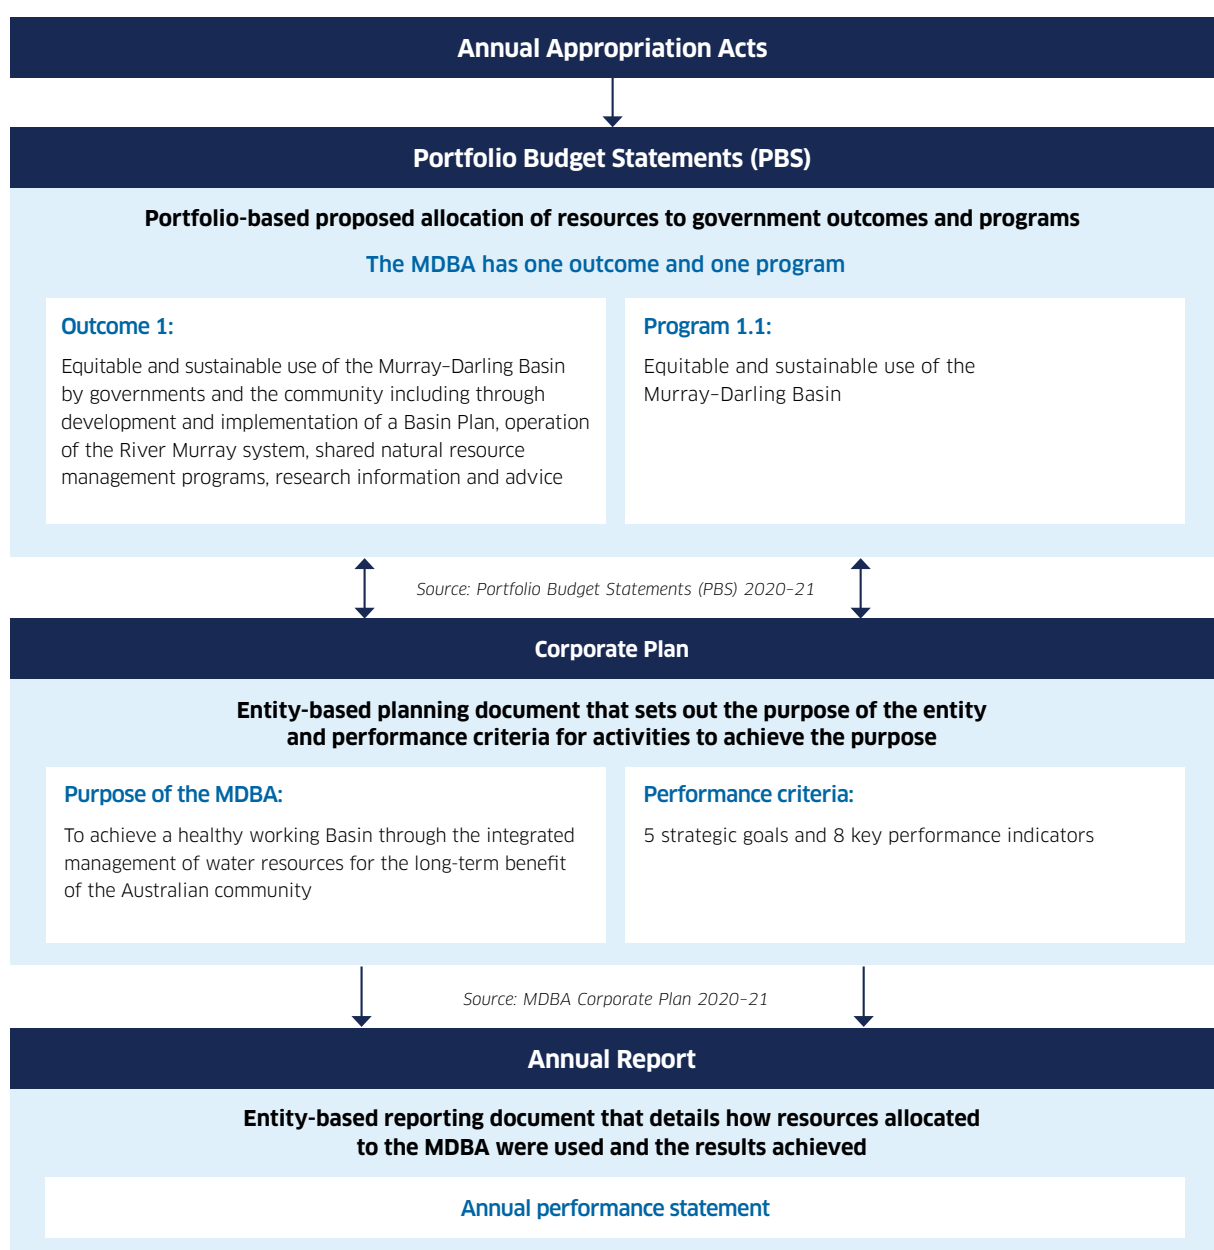 Annual Appropriation Acts
Portfolio Budget Statements (PBS)
Portfolio-based proposed allocation of resources to government outcomes and programs
The MDBA has one outcome and one program
Outcome 1:
Equitable and sustainable use of the Murray–Darling Basin
by governments and the community including through
development and implementation of a Basin Plan, operation
of the River Murray system, shared natural resource
management programs, research information and advice
Program 1.1:
Equitable and sustainable use of the
Murray–Darling Basin
Source: Portfolio Budget Statements (PBS) 2020–21
Corporate Plan
Entity-based planning document that sets out the purpose of the entity
and performance criteria for activities to achieve the purpose
Purpose of the MDBA:
To achieve a healthy working Basin through the integrated
management of water resources for the long-term benefit
of the Australian community
Performance criteria:
5 strategic goals and 8 key performance indicators
Source: MDBA Corporate Plan 2020–21
Annual Report
Entity-based reporting document that details how resources allocated
to the MDBA were used and the results achieved
Annual performance statement